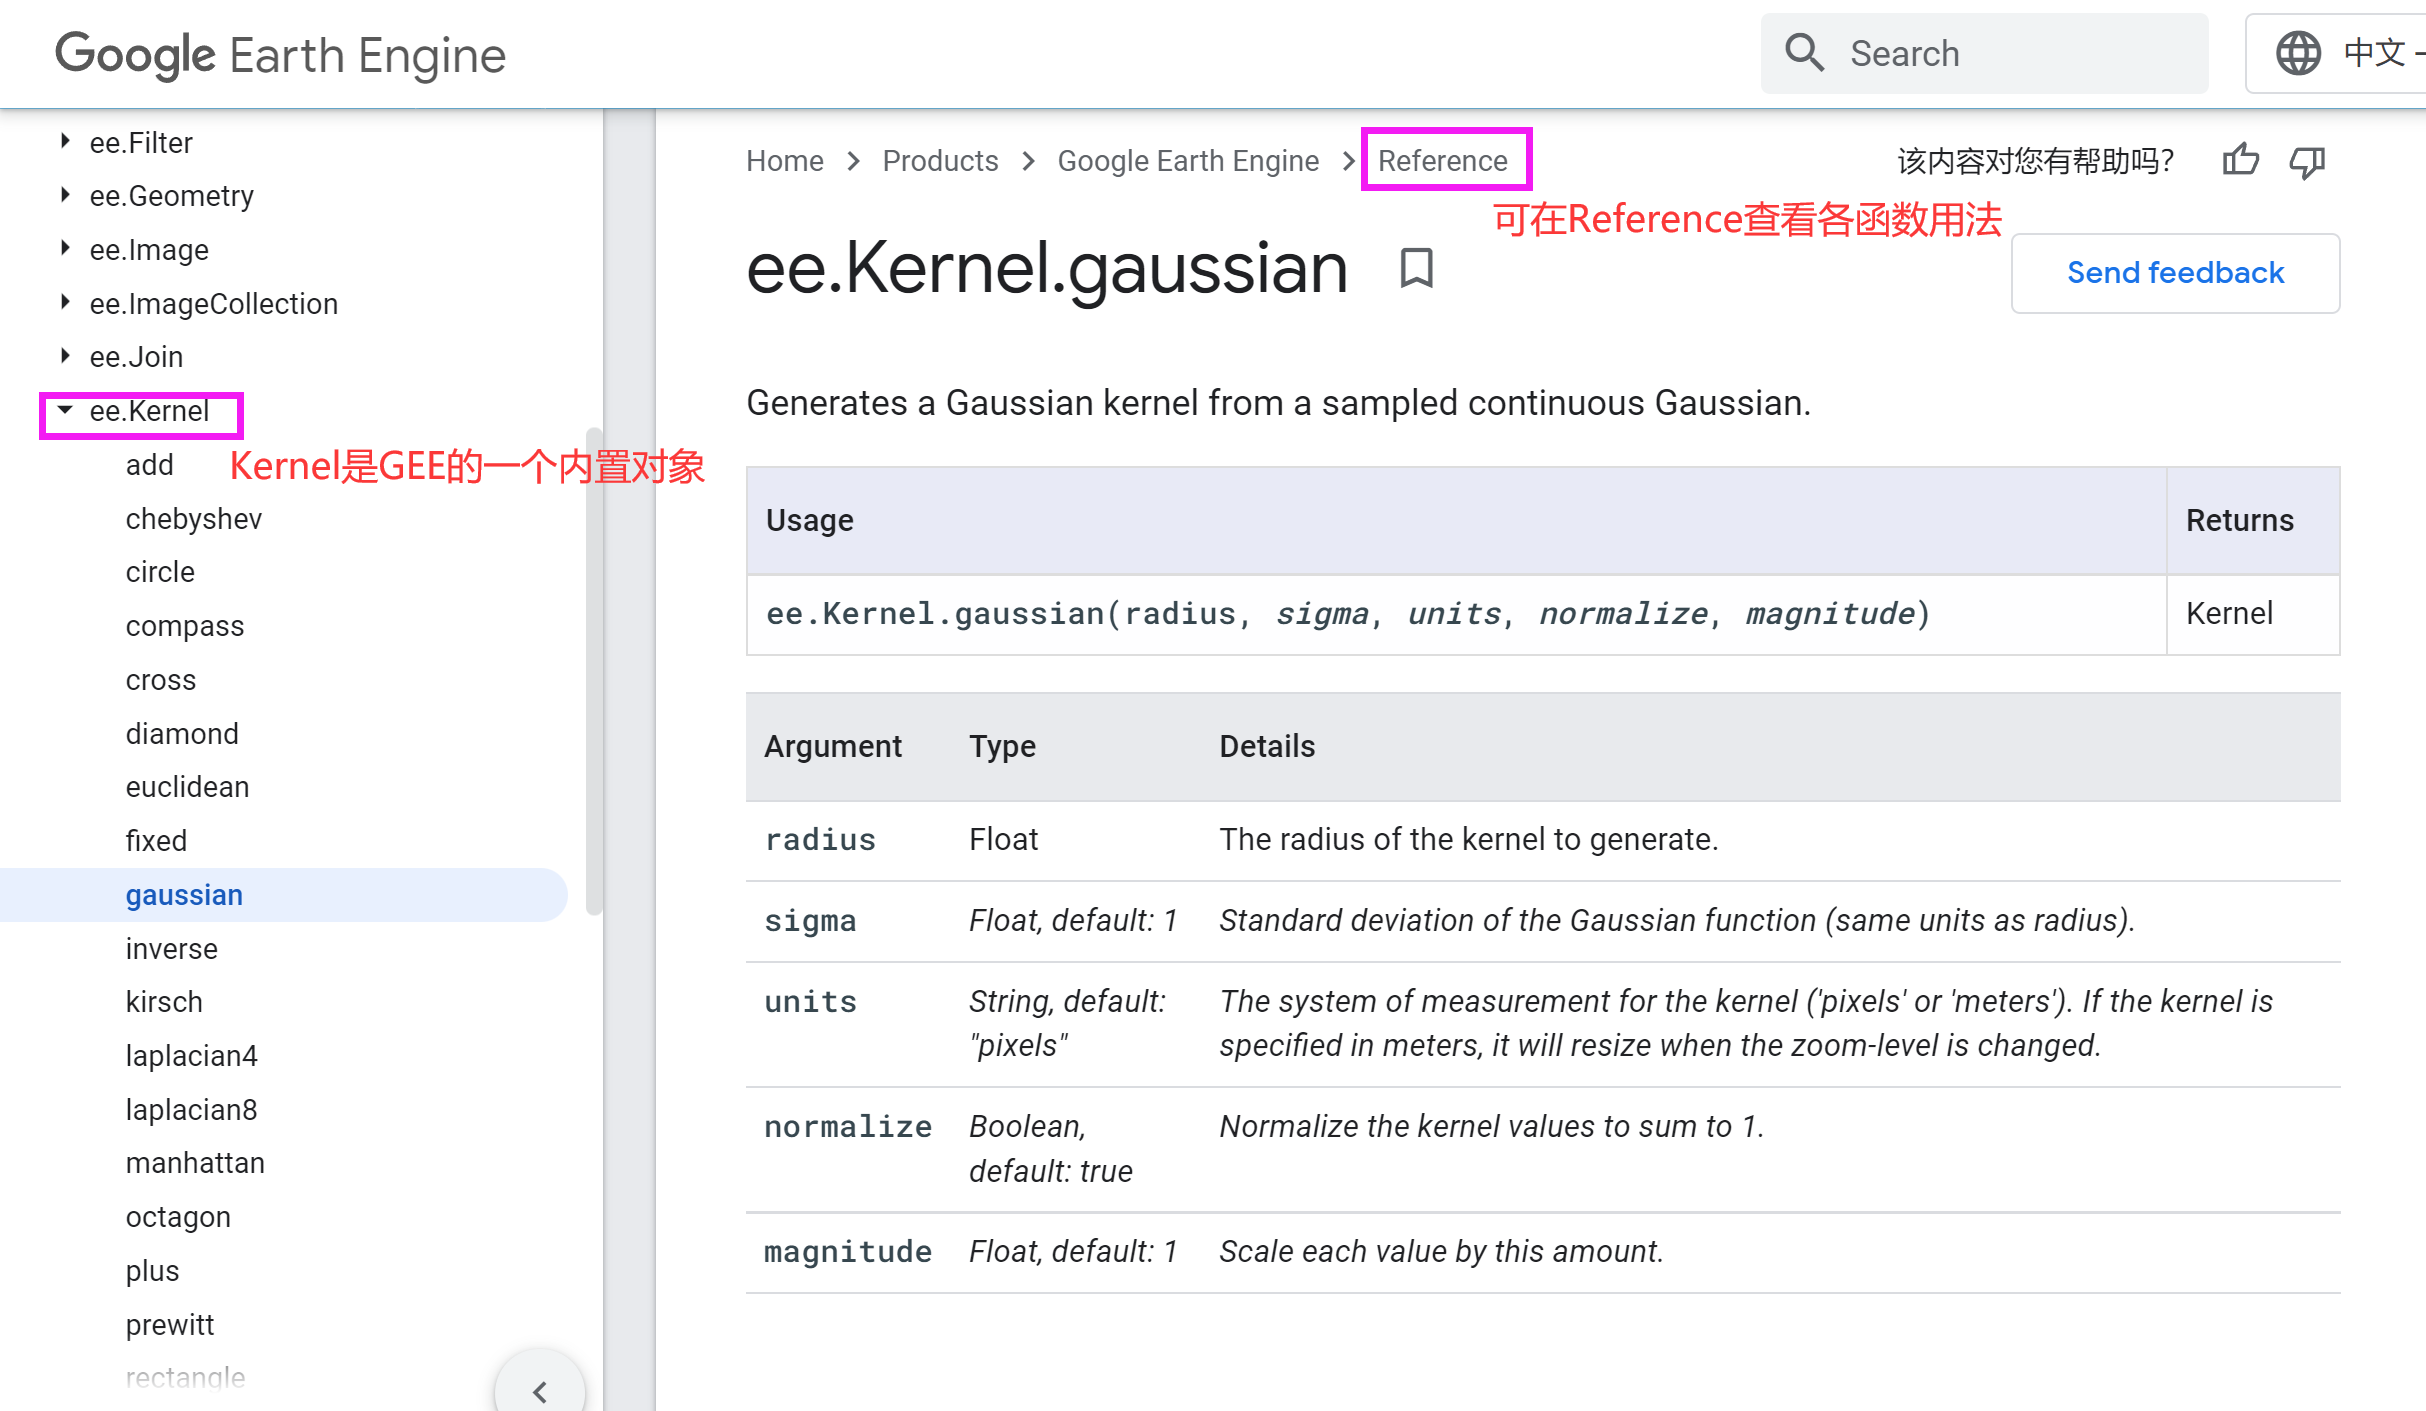 Google Earth Engine
Search
中文 -
ee.Filter
ee.Geometry
ee.Image
ee.ImageCollection
ee.Join
ee.Kernel
Kernel是GEE的一个内置对象
add
chebyshev
circle
compass
cross
diamond
euclidean
fixed
gaussian
inverse
kirsch
laplacian4
laplacian8
manhattan
octagon
plus
prewitt
rectangle
Home > Products > Google Earth Engine > Reference
该内容对您有帮助吗？
可在Reference查看各函数用法
ee.Kernel.gaussian
Send feedback
Generates a Gaussian kernel from a sampled continuous Gaussian.
Usage Returns
ee.Kernel.gaussian(radius, sigma, units, normalize, magnitude) Kernel
Argument Type Details
radius Float The radius of the kernel to generate.
sigma Float, default: 1 Standard deviation of the Gaussian function (same units as radius).
units String, default: The system of measurement for the kernel ('pixels' or 'meters'). If the kernel is
"pixels" specified in meters, it will resize when the zoom-level is changed.
normalize Boolean, Normalize the kernel values to sum to 1.
default: true
magnitude Float, default: 1 Scale each value by this amount.